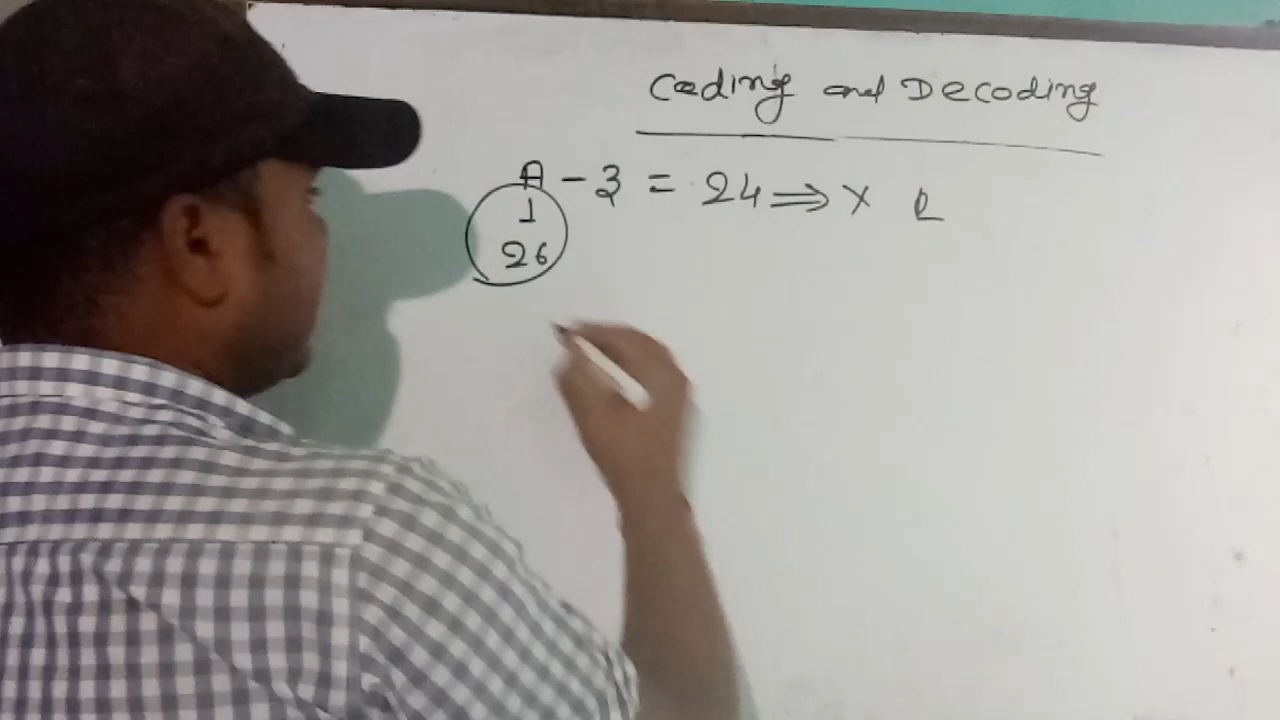 Coding and Decoding
A - 3 = 24 ⇒ X
1
26